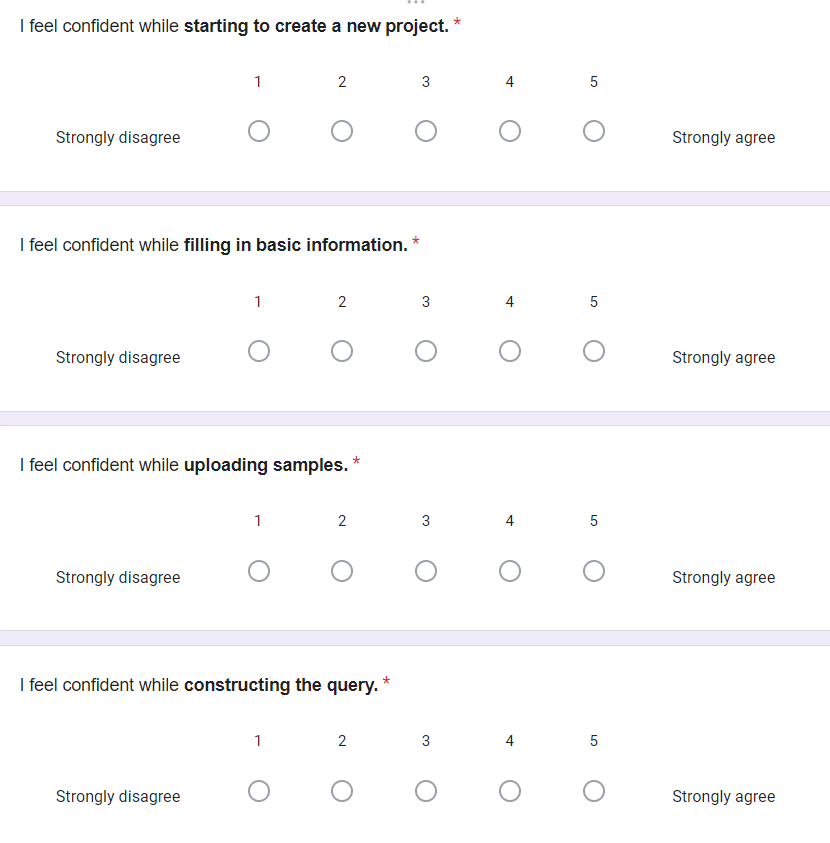 I feel confident while starting to create a new project. *
1 2 3 4 5
Strongly disagree Strongly agree
I feel confident while filling in basic information. *
1 2 3 4 5
Strongly disagree Strongly agree
I feel confident while uploading samples. *
1 2 3 4 5
Strongly disagree Strongly agree
I feel confident while constructing the query. *
1 2 3 4 5
Strongly disagree Strongly agree